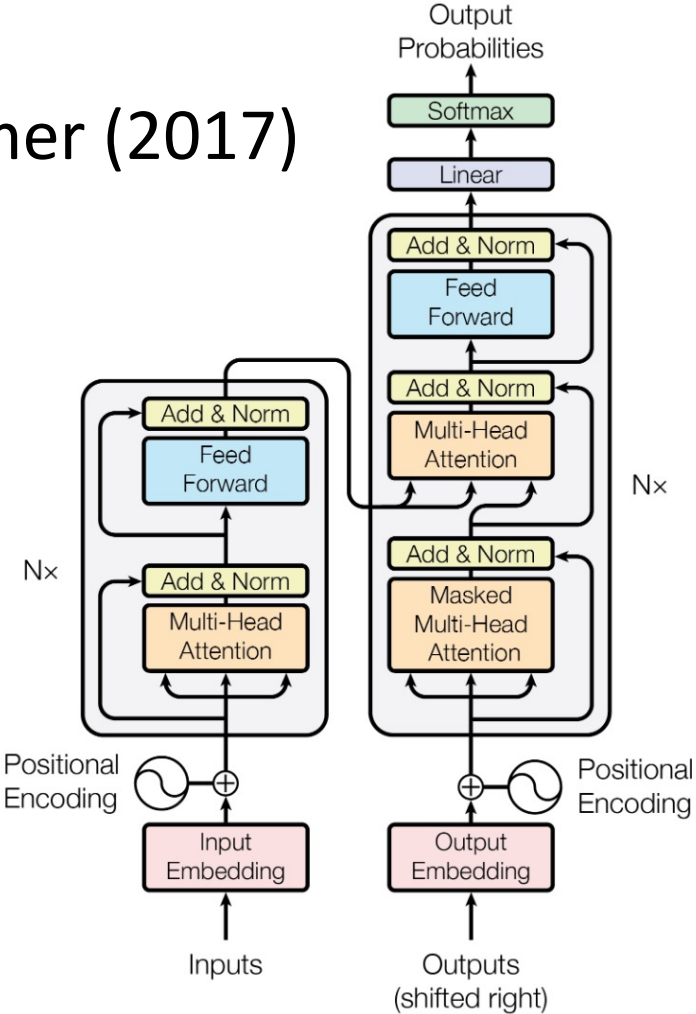 ner (2017)
Output
Probabilities
Softmax
Linear
Add & Norm
Feed
Forward
Add & Norm
Multi-Head
Attention
Add & Norm
Masked
Multi-Head
Attention
N×
Positional
Encoding
Output
Embedding
Outputs
(shifted right)
Add & Norm
Feed
Forward
Add & Norm
Multi-Head
Attention
N×
Positional
Encoding
Input
Embedding
Inputs